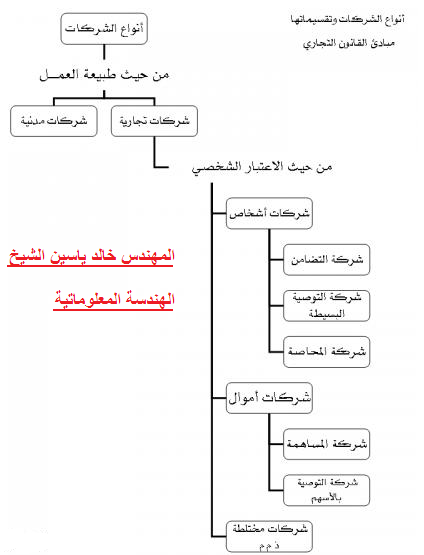 أنواع الشركات وتقسيماتها
مبادئ القانون التجاري
أنواع الشركات
من حيث طبيعة العمل
شركات تجارية
شركات مدنية
من حيث الاعتبار الشخصي
شركات أشخاص
المهندس خالد ياسين الشيخ
شركة التضامن
الهندسة المعلوماتية
شركة التوصية
البسيطة
شركة المحاصة
شركات أموال
شركة المساهمة
شركة التوصية
بالأسهم
شركات مختلطة
ذ م م